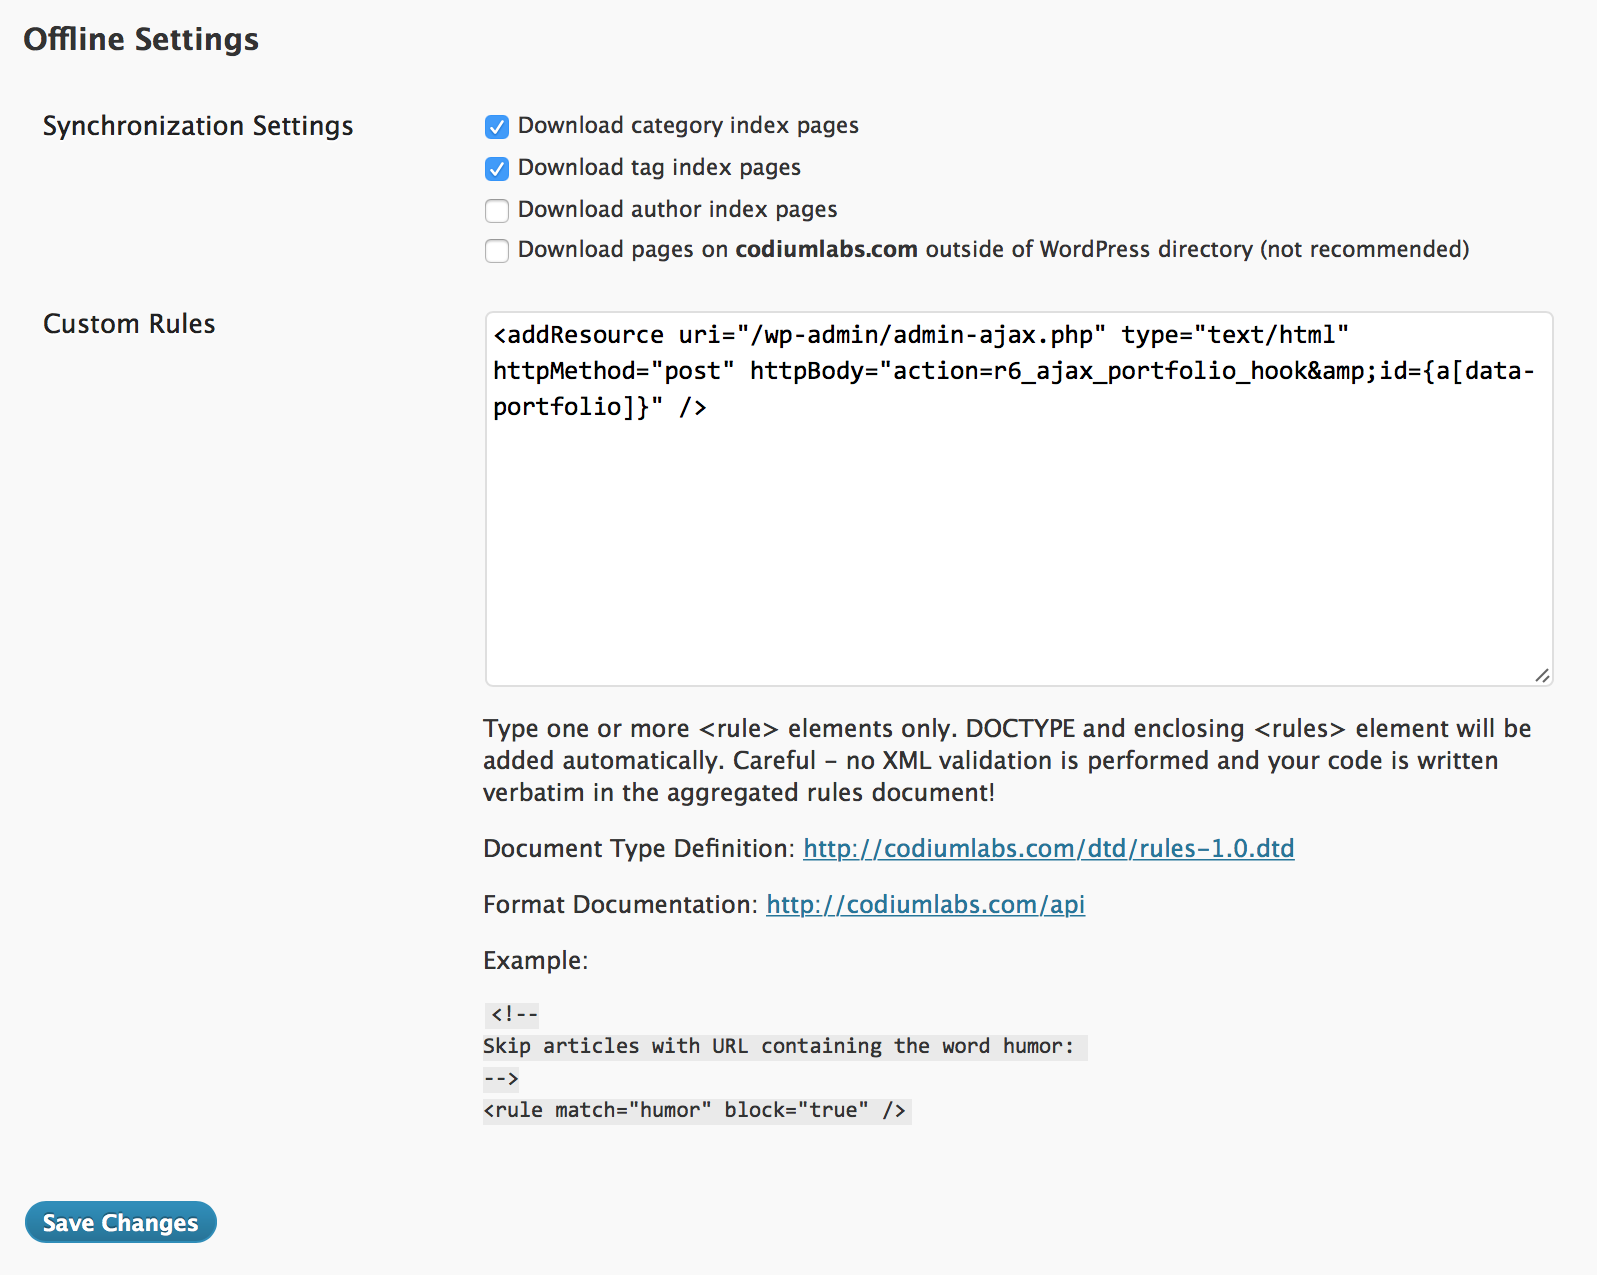 Offline Settings
Synchronization Settings
Download category index pages
Download tag index pages
Download author index pages
Download pages on codiumlabs.com outside of WordPress directory (not recommended)
Custom Rules
<addResource uri="/wp-admin/admin-ajax.php" type="text/html"
httpMethod="post" httpBody="action=r6_ajax_portfolio_hook&amp;id={a[data-
portfolio]}" />
Type one or more <rule> elements only. DOCTYPE and enclosing <rules> element will be
added automatically. Careful – no XML validation is performed and your code is written
verbatim in the aggregated rules document!
Document Type Definition: http://codiumlabs.com/dtd/rules-1.0.dtd
Format Documentation: http://codiumlabs.com/api
Example:
<!--
Skip articles with URL containing the word humor:
-->
<rule match="humor" block="true" />
Save Changes